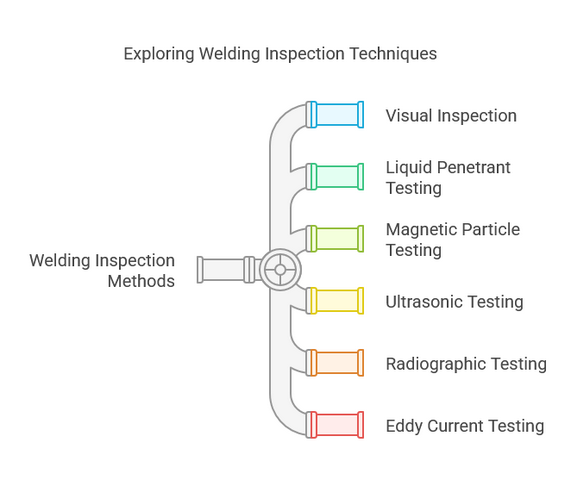 Exploring Welding Inspection Techniques
Visual Inspection
Liquid Penetrant
Testing
Magnetic Particle
Testing
Welding Inspection
Methods
Ultrasonic Testing
Radiographic Testing
Eddy Current Testing